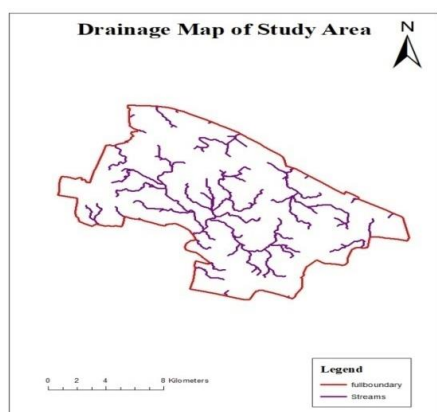 Drainage Map of Study Area
N
0 2 4 8 Kilometers
Legend
fullboundary
Streams